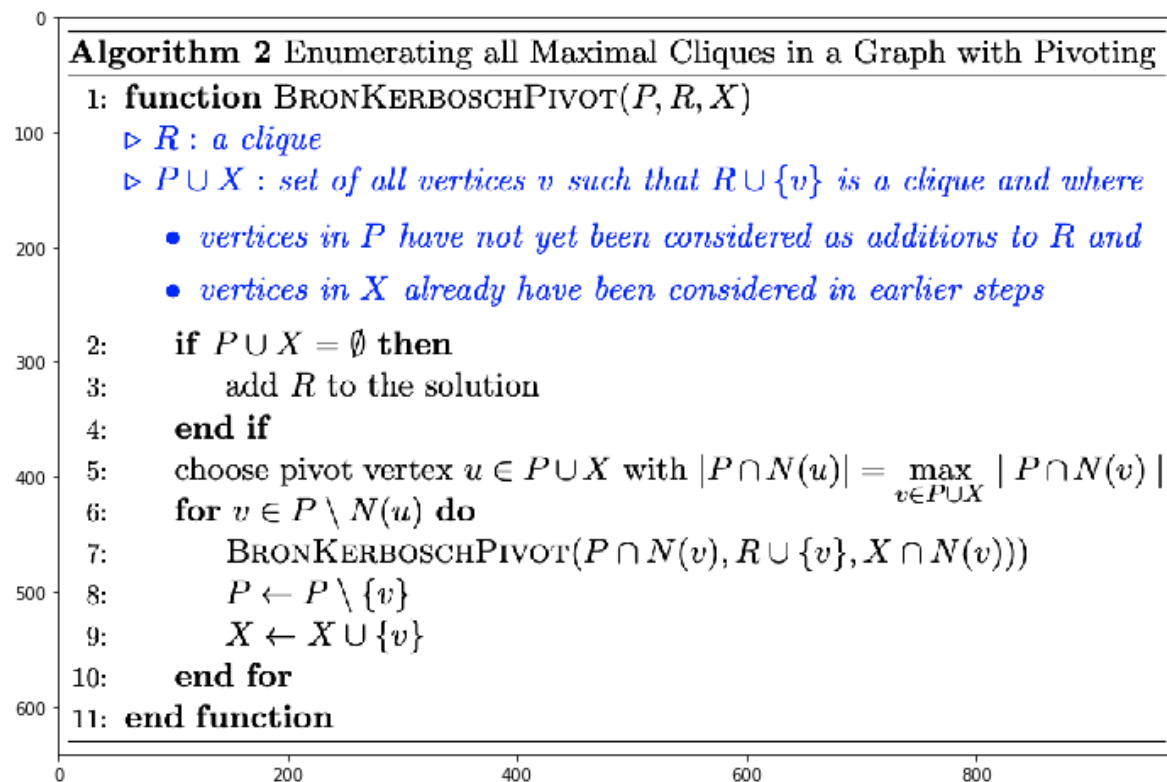 Algorithm 2 Enumerating all Maximal Cliques in a Graph with Pivoting
1: function BRONKERBOSCHPIVOT(P, R, X)
▷ R : a clique
▷ P ∪ X : set of all vertices v such that R ∪ {v} is a clique and where
• vertices in P have not yet been considered as additions to R and
• vertices in X already have been considered in earlier steps
2: if P ∪ X = ∅ then
3: add R to the solution
4: end if
5: choose pivot vertex u ∈ P ∪ X with |P ∩ N(u)| = max v∈P∪X | P ∩ N(v) |
6: for v ∈ P \ N(u) do
7: BRONKERBOSCHPIVOT(P ∩ N(v), R ∪ {v}, X ∩ N(v)))
8: P ← P \ {v}
9: X ← X ∪ {v}
10: end for
11: end function
0
100
200
300
400
500
600
0 200 400 600 800